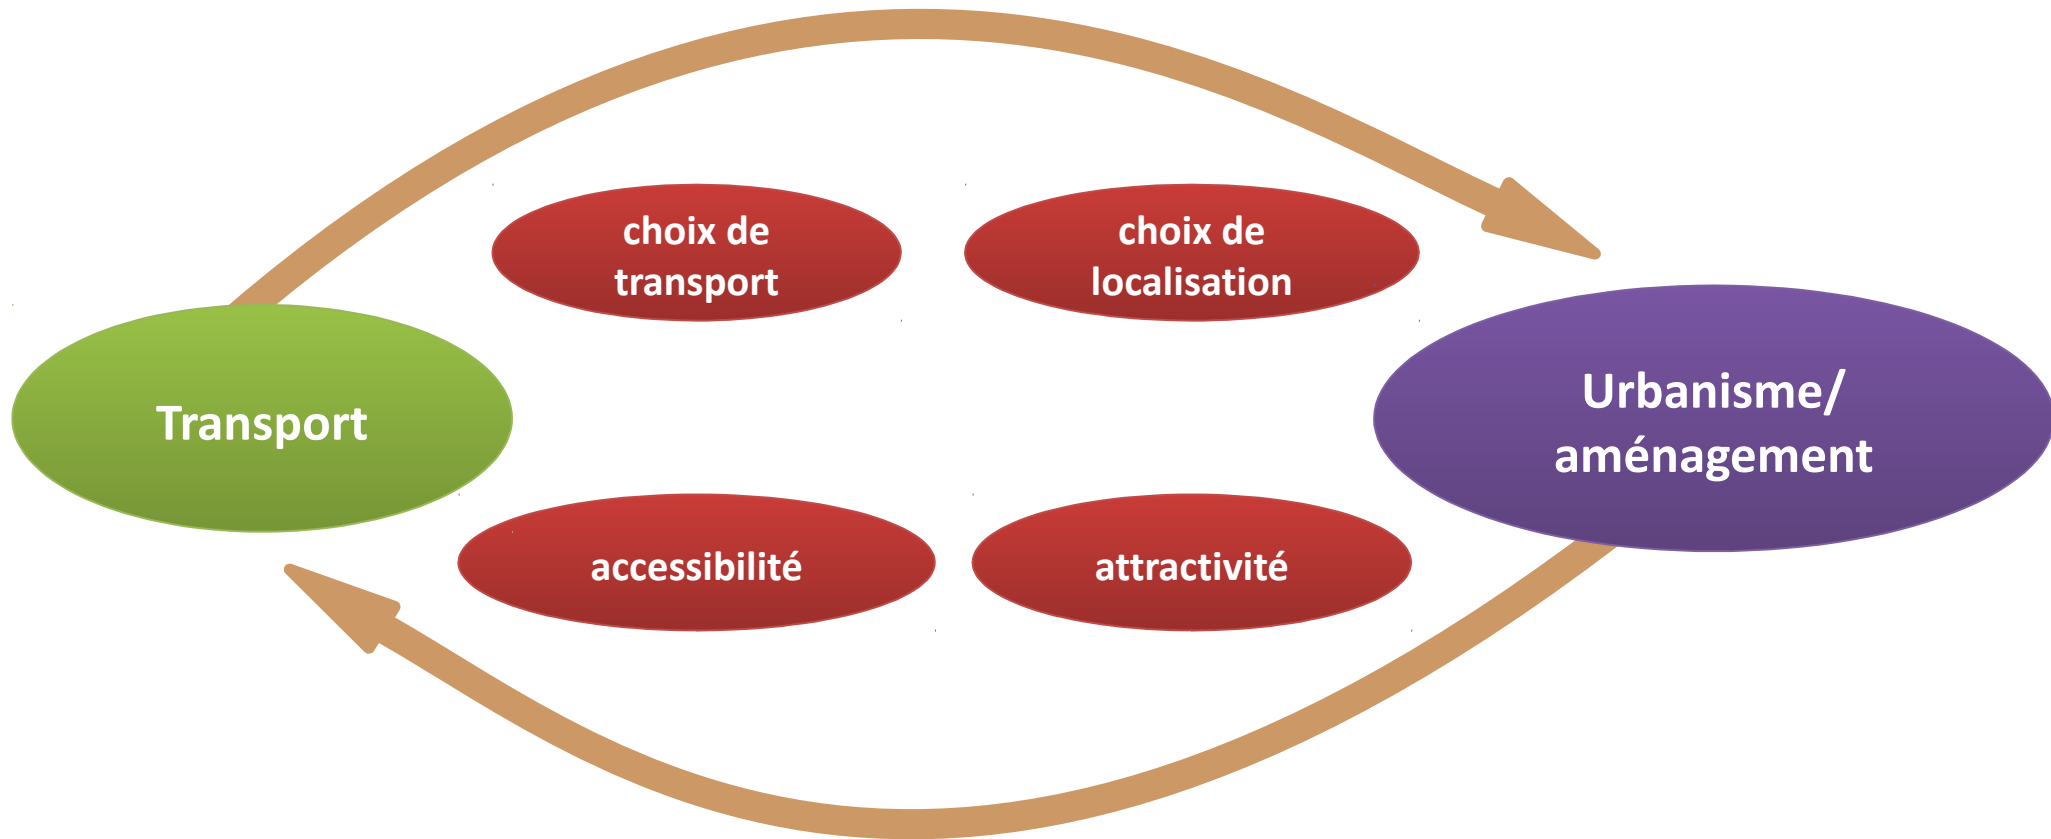 choix de
transport
choix de
localisation
Transport
Urbanisme/
aménagement
accessibilité
attractivité